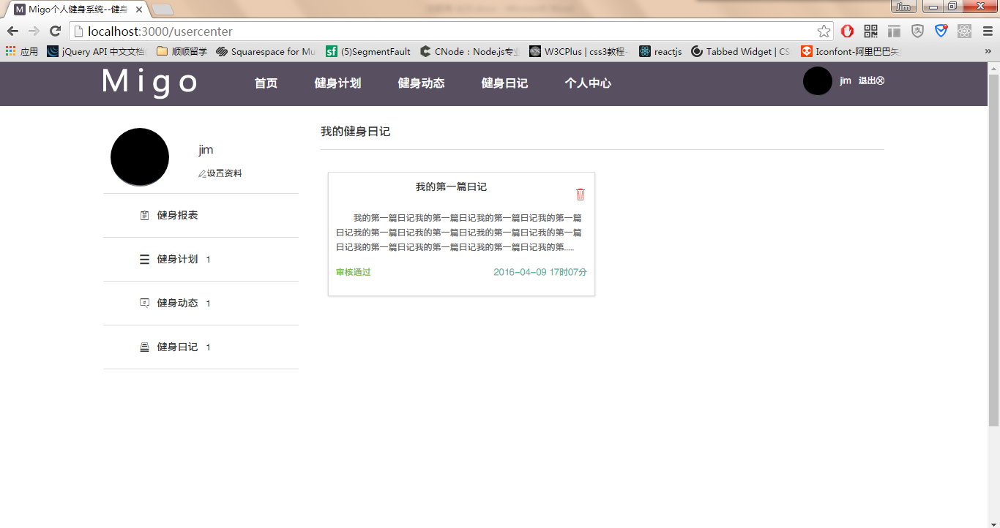 Migo个人健身系统--健身
Jim
localhost:3000/usercenter
应用 jQuery API 中文文档 顺顺留学 Squarespace for Mu (5)SegmentFault CNode：Node.js专业 W3CPlus | css3教程- reactjs Tabbed Widget | CS Iconfont-阿里巴巴矢 »
Migo 首页 健身计划 健身动态 健身日记 个人中心 jim 退出
jim
设置资料
健身报表
健身计划 1
健身动态 1
健身日记 1
我的健身日记
我的第一篇日记
我的第一篇日记我的第一篇日记我的第一篇日记我的第一篇
日记我的第一篇日记我的第一篇日记我的第一篇日记我的第一篇
日记我的第一篇日记我的第一篇日记我的第一篇日记我的第.....
审核通过 2016-04-09 17时07分